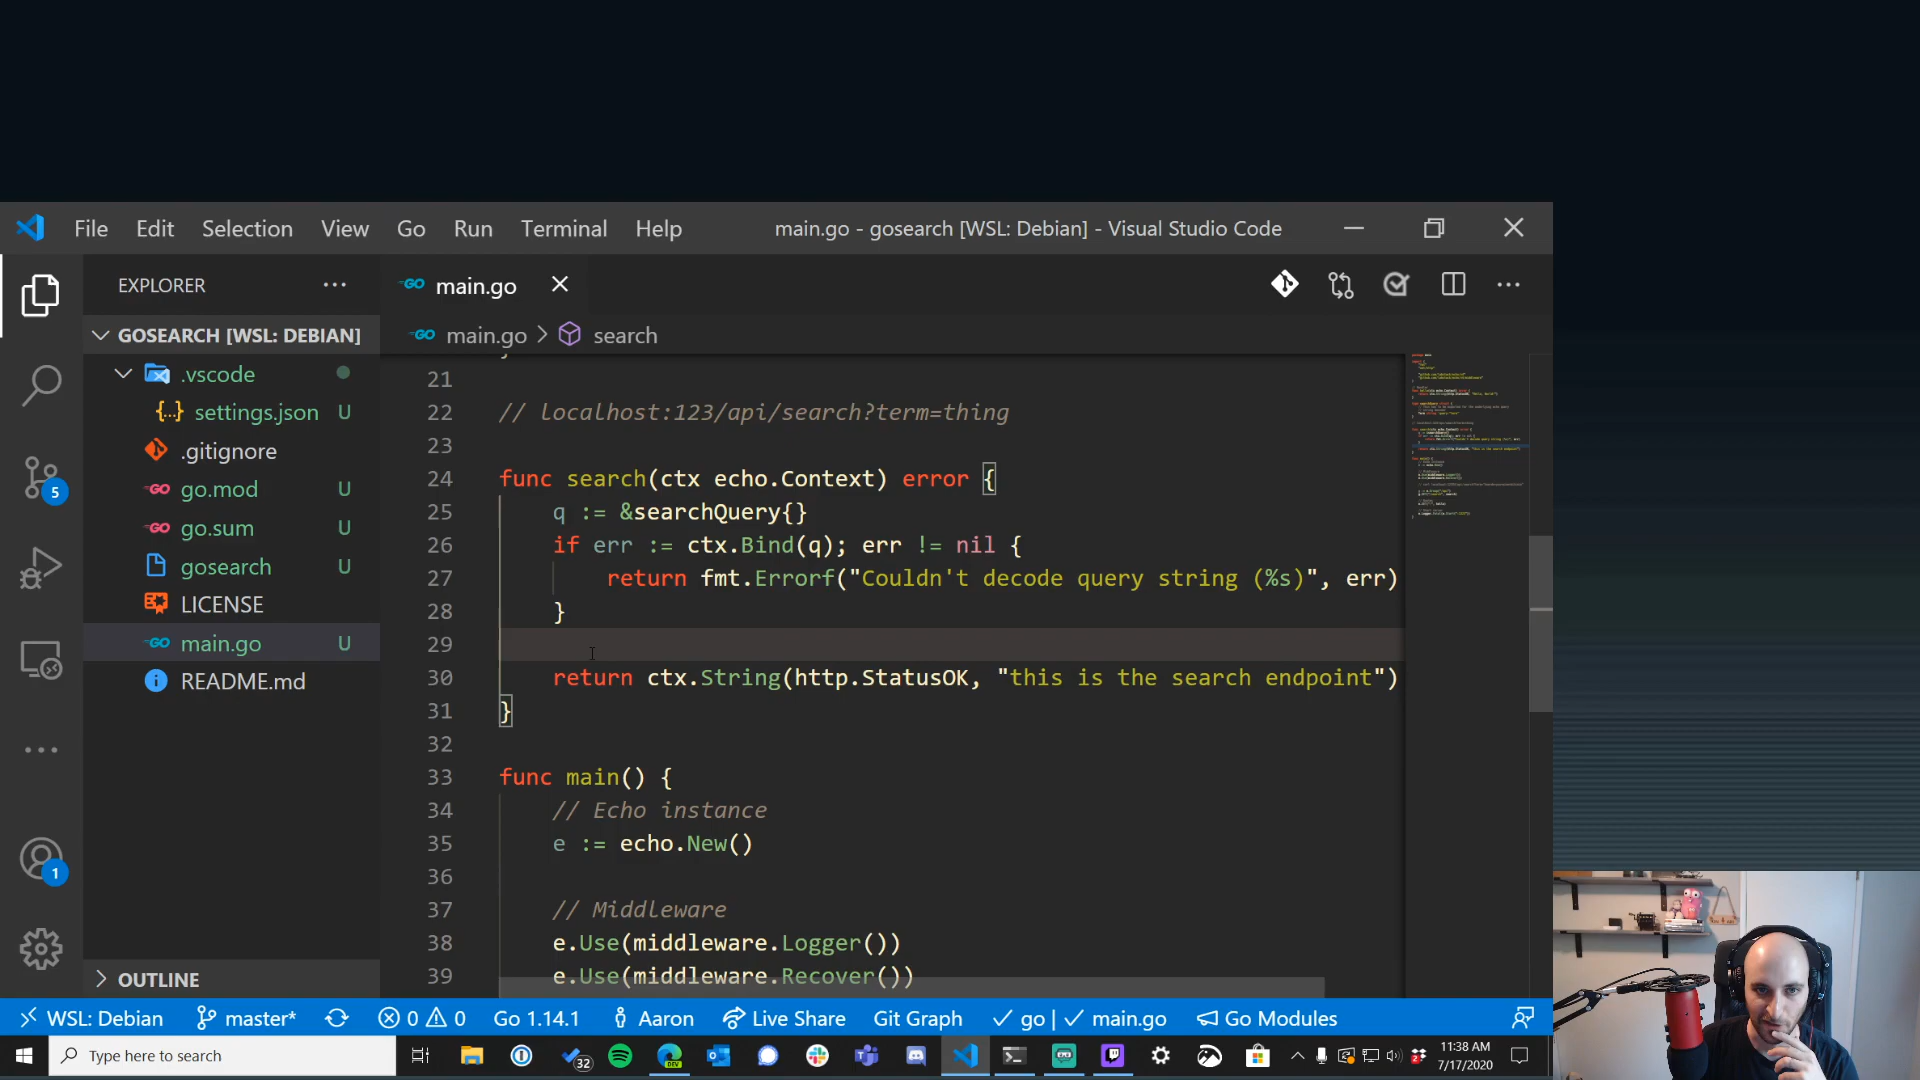 File Edit Selection View Go Run Terminal Help
main.go - gosearch [WSL: Debian] - Visual Studio Code
EXPLORER
main.go
GOSEARCH [WSL: DEBIAN]
main.go > search
.vscode
settings.json U
.gitignore
go.mod U
go.sum U
gosearch U
LICENSE
main.go U
README.md
OUTLINE
5
1
21
22 // localhost:123/api/search?term=thing
23
24 func search(ctx echo.Context) error {
25 q := &searchQuery{}
26 if err := ctx.Bind(q); err != nil {
27 return fmt.Errorf("Couldn't decode query string (%s)", err)
28 }
29
30 return ctx.String(http.StatusOK, "this is the search endpoint")
31 }
32
33 func main() {
34 // Echo instance
35 e := echo.New()
36
37 // Middleware
38 e.Use(middleware.Logger())
39 e.Use(middleware.Recover())
WSL: Debian master* 0 0 Go 1.14.1 Aaron Live Share Git Graph go | main.go Go Modules
Type here to search
32
DEV
11:38 AM
7/17/2020